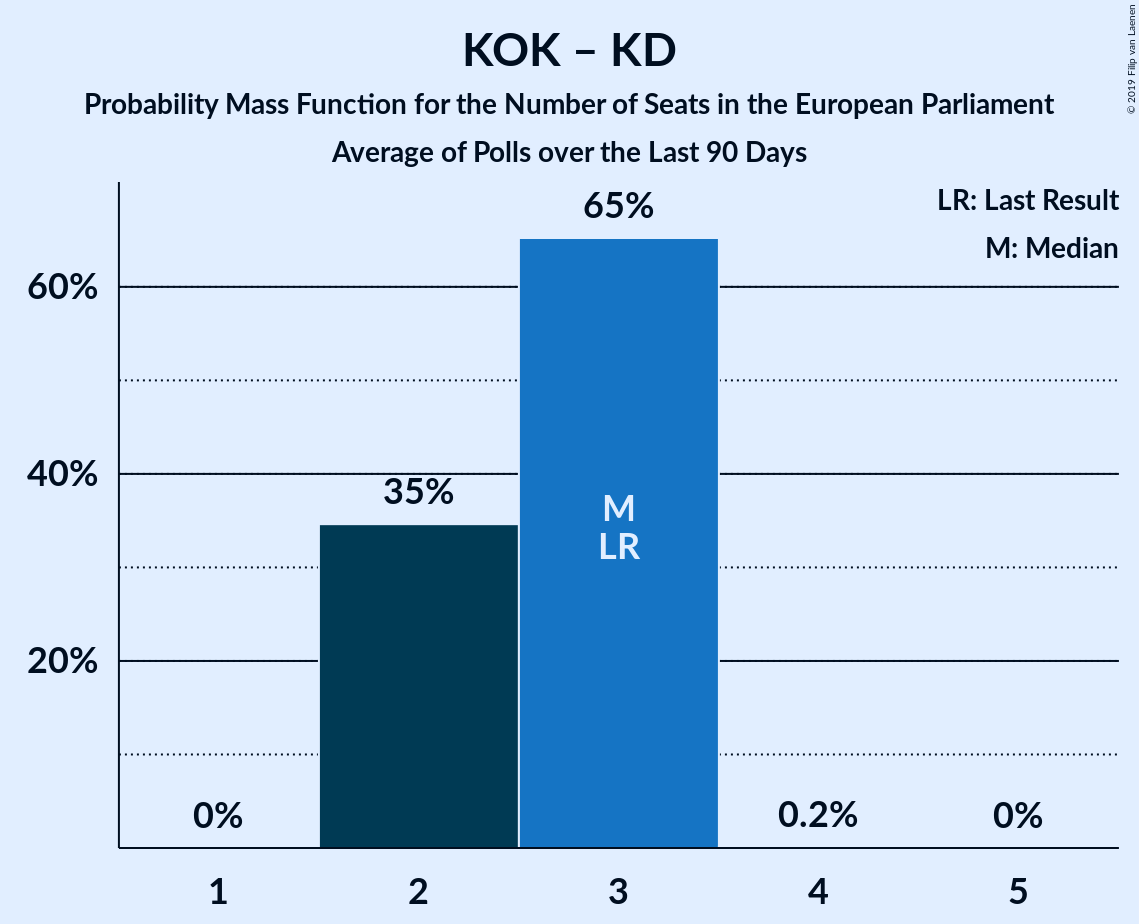 KOK – KD
Probability Mass Function for the Number of Seats in the European Parliament
Average of Polls over the Last 90 Days
© 2019 Filip van Laenen
LR: Last Result
M: Median
65%
60%
40%
35%
M
LR
20%
0%
0.2%
0%
1
2
3
4
5